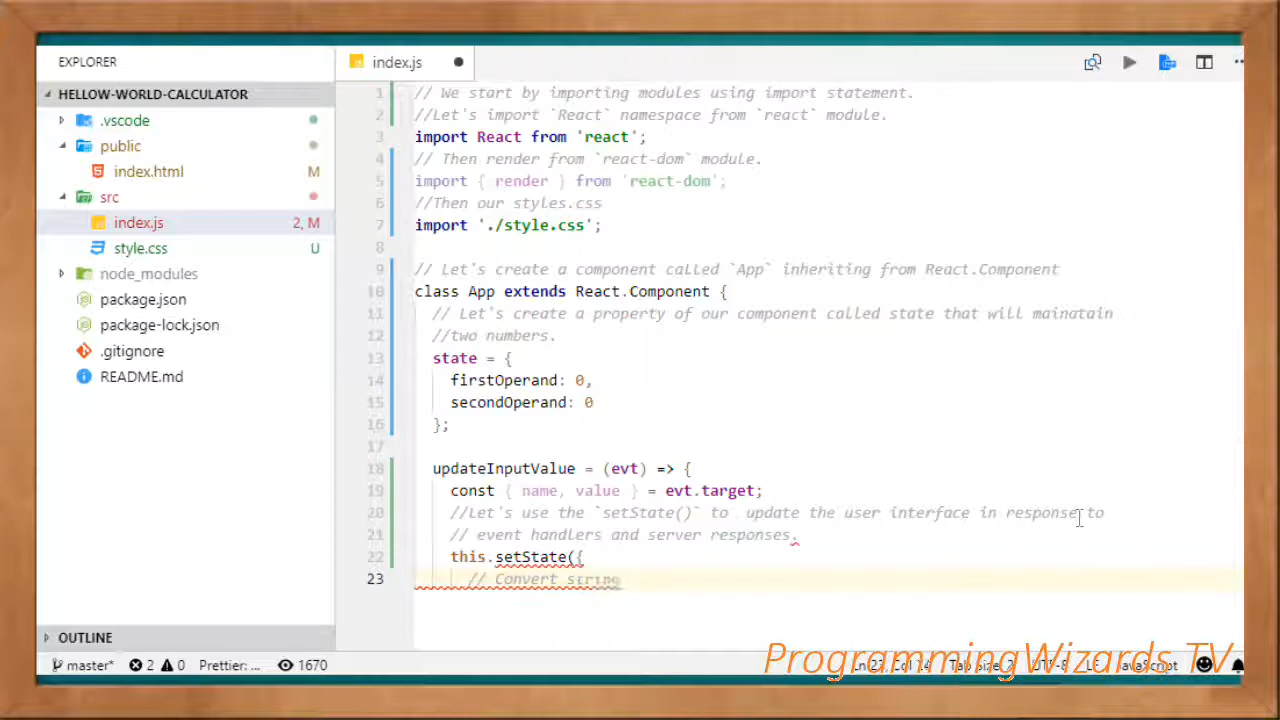 EXPLORER
HELLOW-WORLD-CALCULATOR
.vscode
public
index.html M
src
index.js 2, M
style.css U
node_modules
package.json
package-lock.json
.gitignore
README.md
OUTLINE
index.js
1 // We start by importing modules using import statement.
2 //Let's import `React` namespace from `react` module.
3 import React from 'react';
4 // Then render from `react-dom` module.
5 import { render } from 'react-dom';
6 //Then our styles.css
7 import './style.css';
8
9 // Let's create a component called `App` inheriting from React.Component
10 class App extends React.Component {
11 // Let's create a property of our component called state that will mainatain
12 //two numbers.
13 state = {
14 firstOperand: 0,
15 secondOperand: 0
16 };
17
18 updateInputValue = (evt) => {
19 const { name, value } = evt.target;
20 //Let's use the `setState()` to update the user interface in response to
21 // event handlers and server responses.
22 this.setState({
23 // Convert string
master* 2 0 Prettier: ... 1670
ProgrammingWizards TV
Tab Size: 2 UTF-8 LF JavaScript